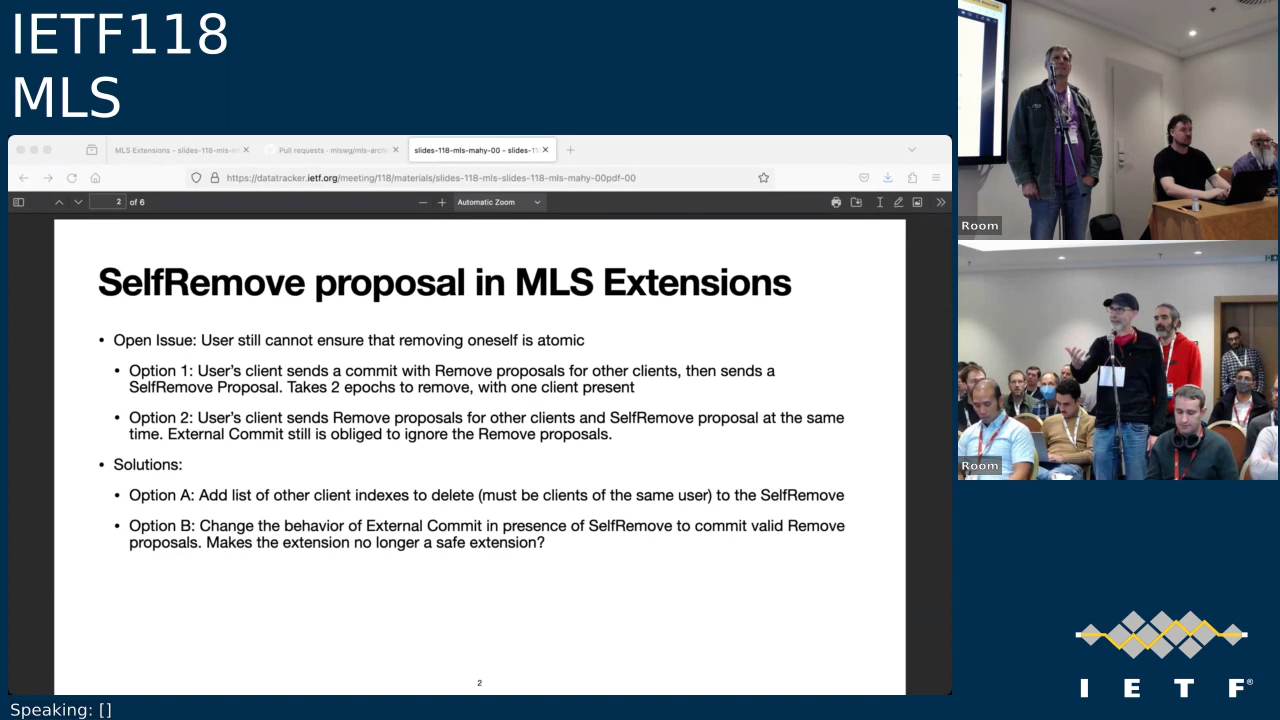 IETF118
MLS
MLS Extensions - slides-118-mls-m
Pull requests · mlswg/mls-archi
slides-118-mls-mahy-00 - slides-11
https://datatracker.ietf.org/meeting/118/materials/slides-118-mls-slides-118-mls-mahy-00pdf-00
2 of 6
Automatic Zoom
SelfRemove proposal in MLS Extensions
• Open Issue: User still cannot ensure that removing oneself is atomic
• Option 1: User's client sends a commit with Remove proposals for other clients, then sends a
SelfRemove Proposal. Takes 2 epochs to remove, with one client present
• Option 2: User's client sends Remove proposals for other clients and SelfRemove proposal at the same
time. External Commit still is obliged to ignore the Remove proposals.
• Solutions:
• Option A: Add list of other client indexes to delete (must be clients of the same user) to the SelfRemove
• Option B: Change the behavior of External Commit in presence of SelfRemove to commit valid Remove
proposals. Makes the extension no longer a safe extension?
2
Room
Room
I E T F®
Speaking: []